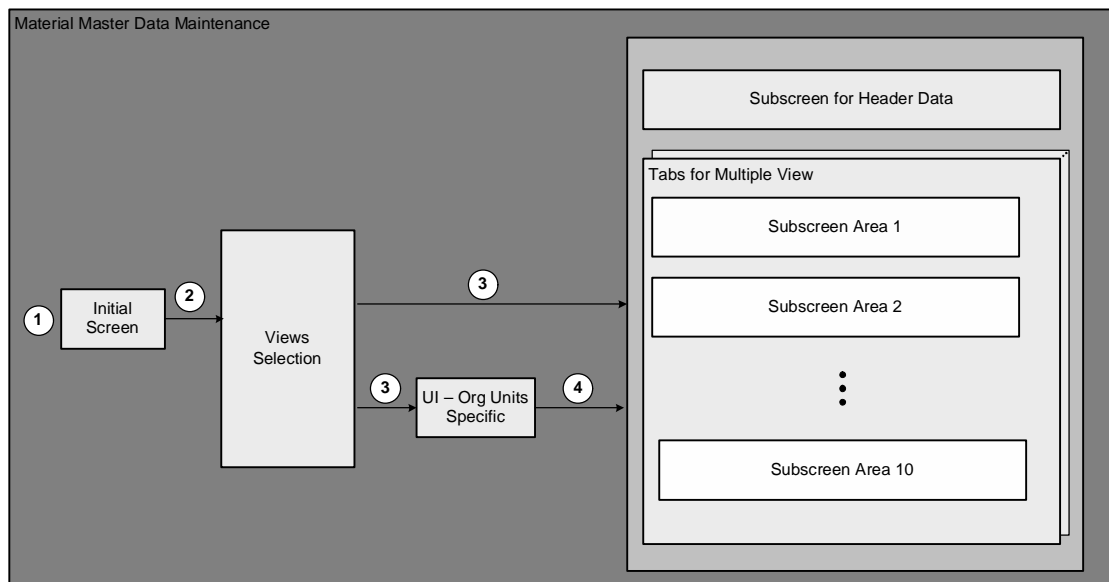 Material Master Data Maintenance
Subscreen for Header Data
Tabs for Multiple View
Subscreen Area 1
Subscreen Area 2
Subscreen Area 10
1
Initial
Screen
2
Views
Selection
3
3
UI – Org Units
Specific
4